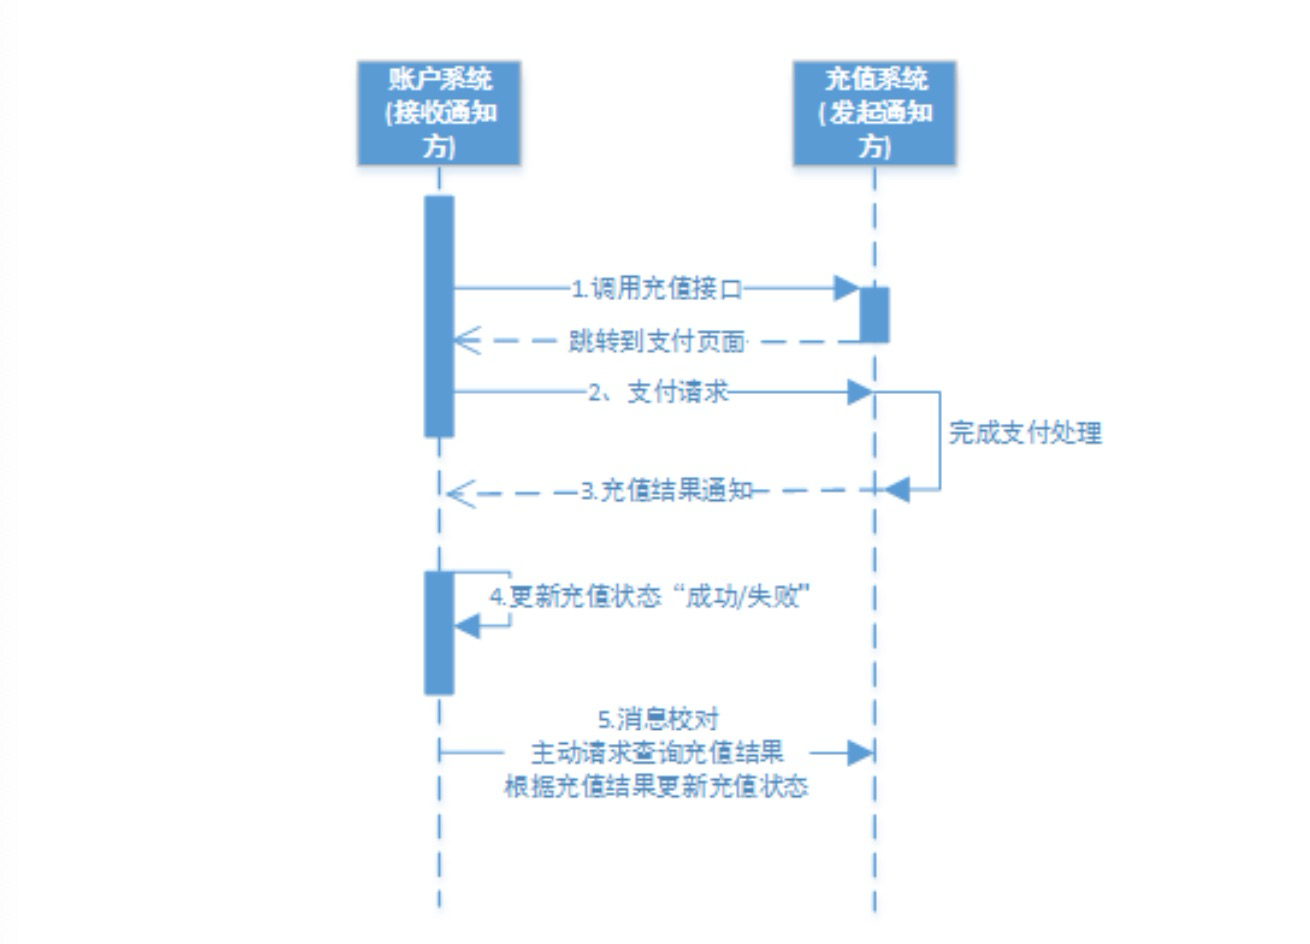 账户系统
(接收通知
方)
充值系统
(发起通知
方)
1.调用充值接口
跳转到支付页面
2、支付请求
完成支付处理
3.充值结果通知
4.更新充值状态“成功/失败”
5.消息校对
主动请求查询充值结果
根据充值结果更新充值状态